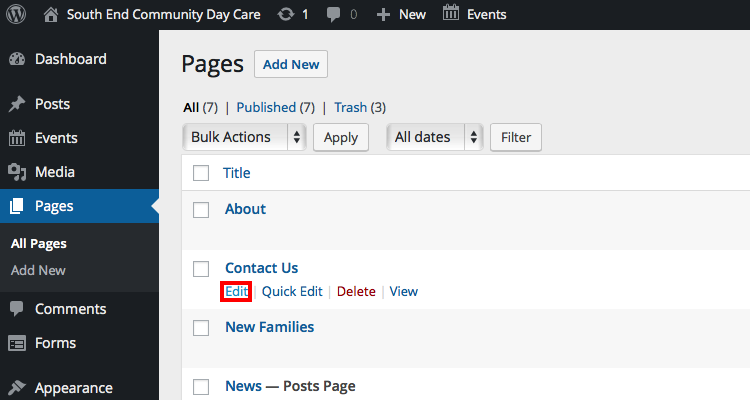 South End Community Day Care 1 0 New Events
Dashboard
Posts
Events
Media
Pages
All Pages
Add New
Comments
Forms
Appearance
Pages Add New
All (7) | Published (7) | Trash (3)
Bulk Actions Apply All dates Filter
Title
About
Contact Us
Edit | Quick Edit | Delete | View
New Families
News — Posts Page